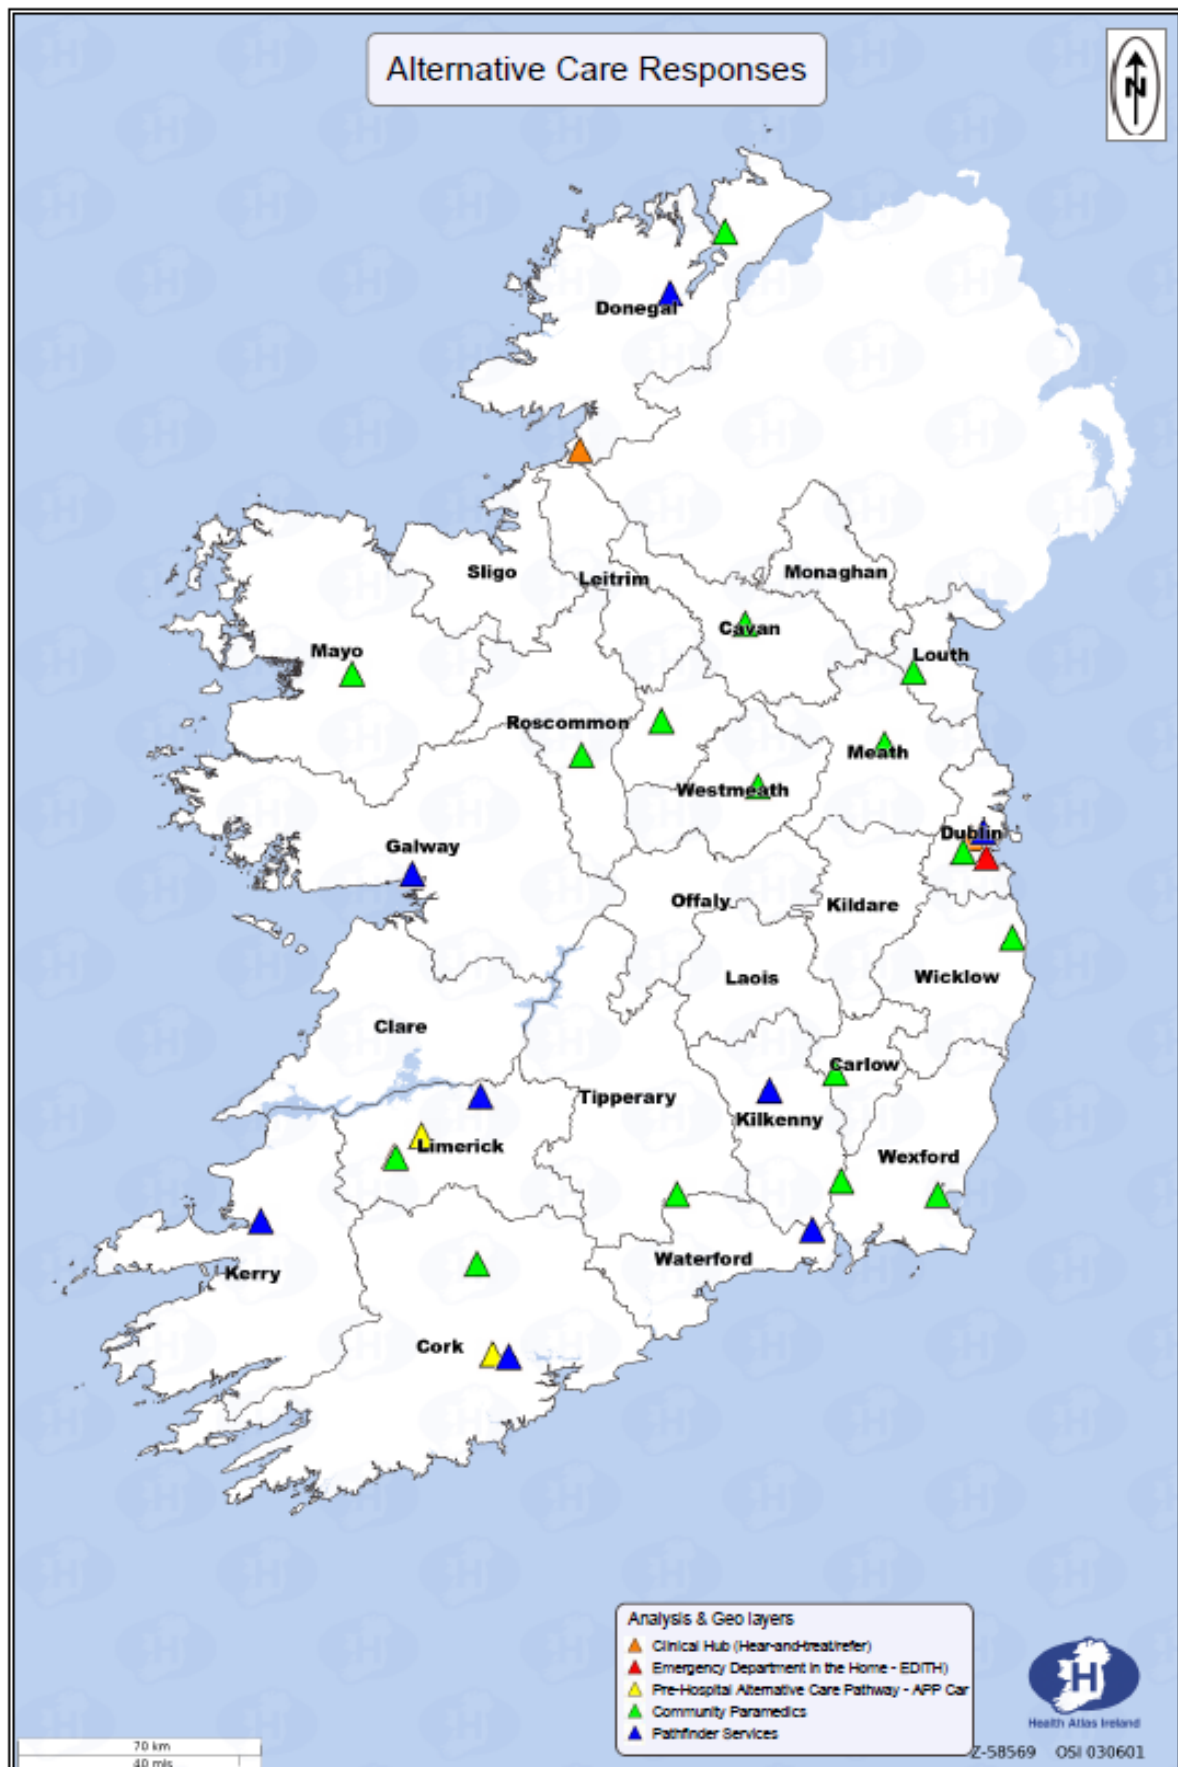 Alternative Care Responses
N
Donegal
Sligo
Leitrim
Monaghan
Cavan
Louth
Mayo
Roscommon
Meath
Westmeath
Dublin
Galway
Offaly
Kildare
Laois
Wicklow
Clare
Carlow
Tipperary
Kilkenny
Limerick
Wexford
Waterford
Kerry
Cork
Analysis & Geo layers
Clinical Hub (Hear-and-treat/refer)
Emergency Department in the Home - EDITH)
Pre-Hospital Alternative Care Pathway - APP Car
Community Paramedics
Pathfinder Services
H
Health Atlas Ireland
70 km
40 mls
Z-58569 OSI 030601